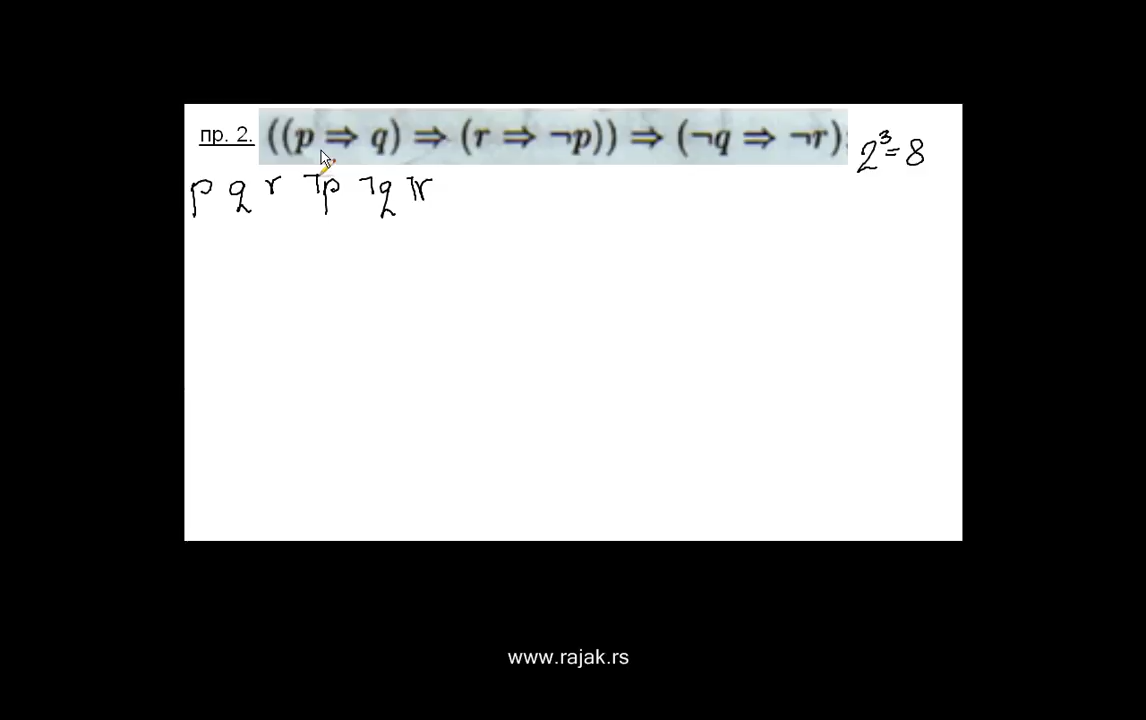 пр. 2. ((p ⇒ q) ⇒ (r ⇒ ¬p)) ⇒ (¬q ⇒ ¬r); 2³=8
p q r ¬p ¬q ¬r
www.rajak.rs